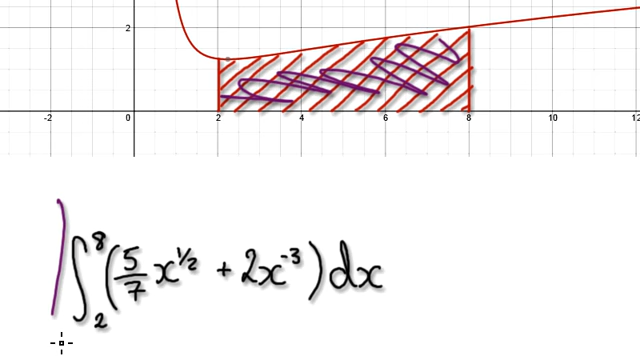 2
-2 0 2 4 6 8 10 12
∫₂⁸ (5/7 x^{1/2} + 2x^{-3}) dx